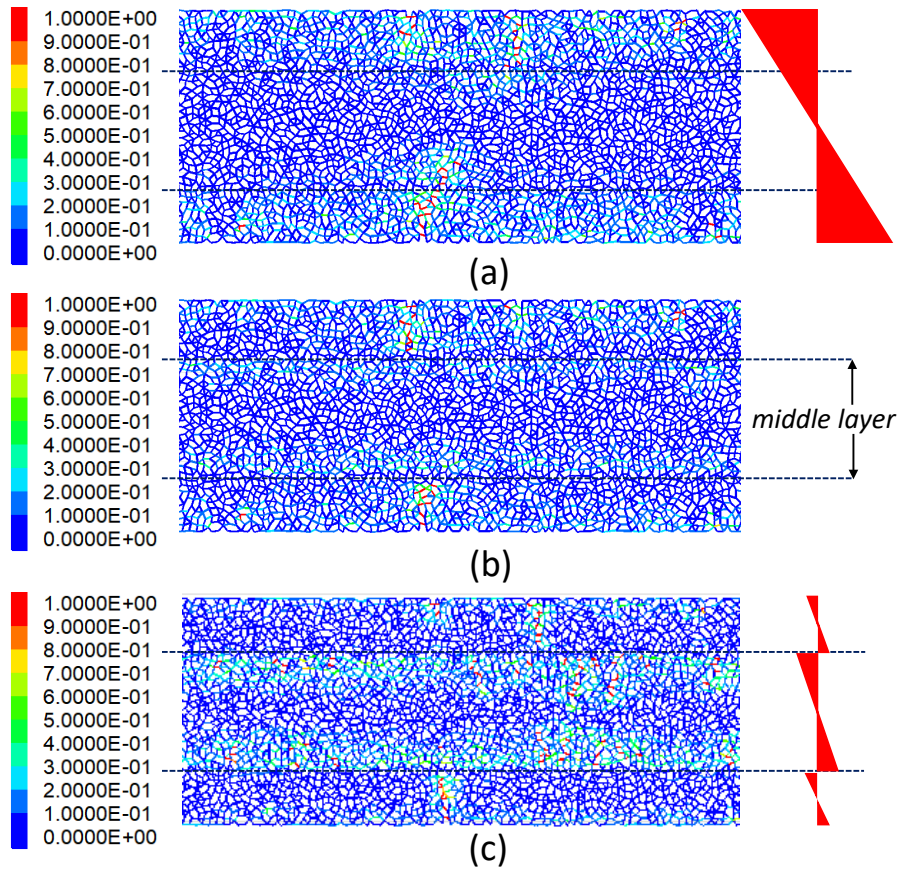 1.0000E+00
9.0000E-01
8.0000E-01
7.0000E-01
6.0000E-01
5.0000E-01
4.0000E-01
3.0000E-01
2.0000E-01
1.0000E-01
0.0000E+00
(a)
1.0000E+00
9.0000E-01
8.0000E-01
7.0000E-01
6.0000E-01
5.0000E-01
4.0000E-01
3.0000E-01
2.0000E-01
1.0000E-01
0.0000E+00
middle layer
(b)
1.0000E+00
9.0000E-01
8.0000E-01
7.0000E-01
6.0000E-01
5.0000E-01
4.0000E-01
3.0000E-01
2.0000E-01
1.0000E-01
0.0000E+00
(c)